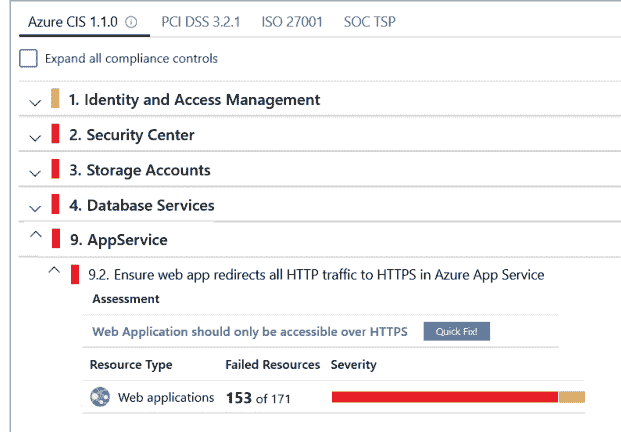 Azure CIS 1.1.0 PCI DSS 3.2.1 ISO 27001 SOC TSP
Expand all compliance controls
1. Identity and Access Management
2. Security Center
3. Storage Accounts
4. Database Services
9. AppService
9.2. Ensure web app redirects all HTTP traffic to HTTPS in Azure App Service
Assessment
Web Application should only be accessible over HTTPS Quick Fix!
Resource Type Failed Resources Severity
Web applications 153 of 171